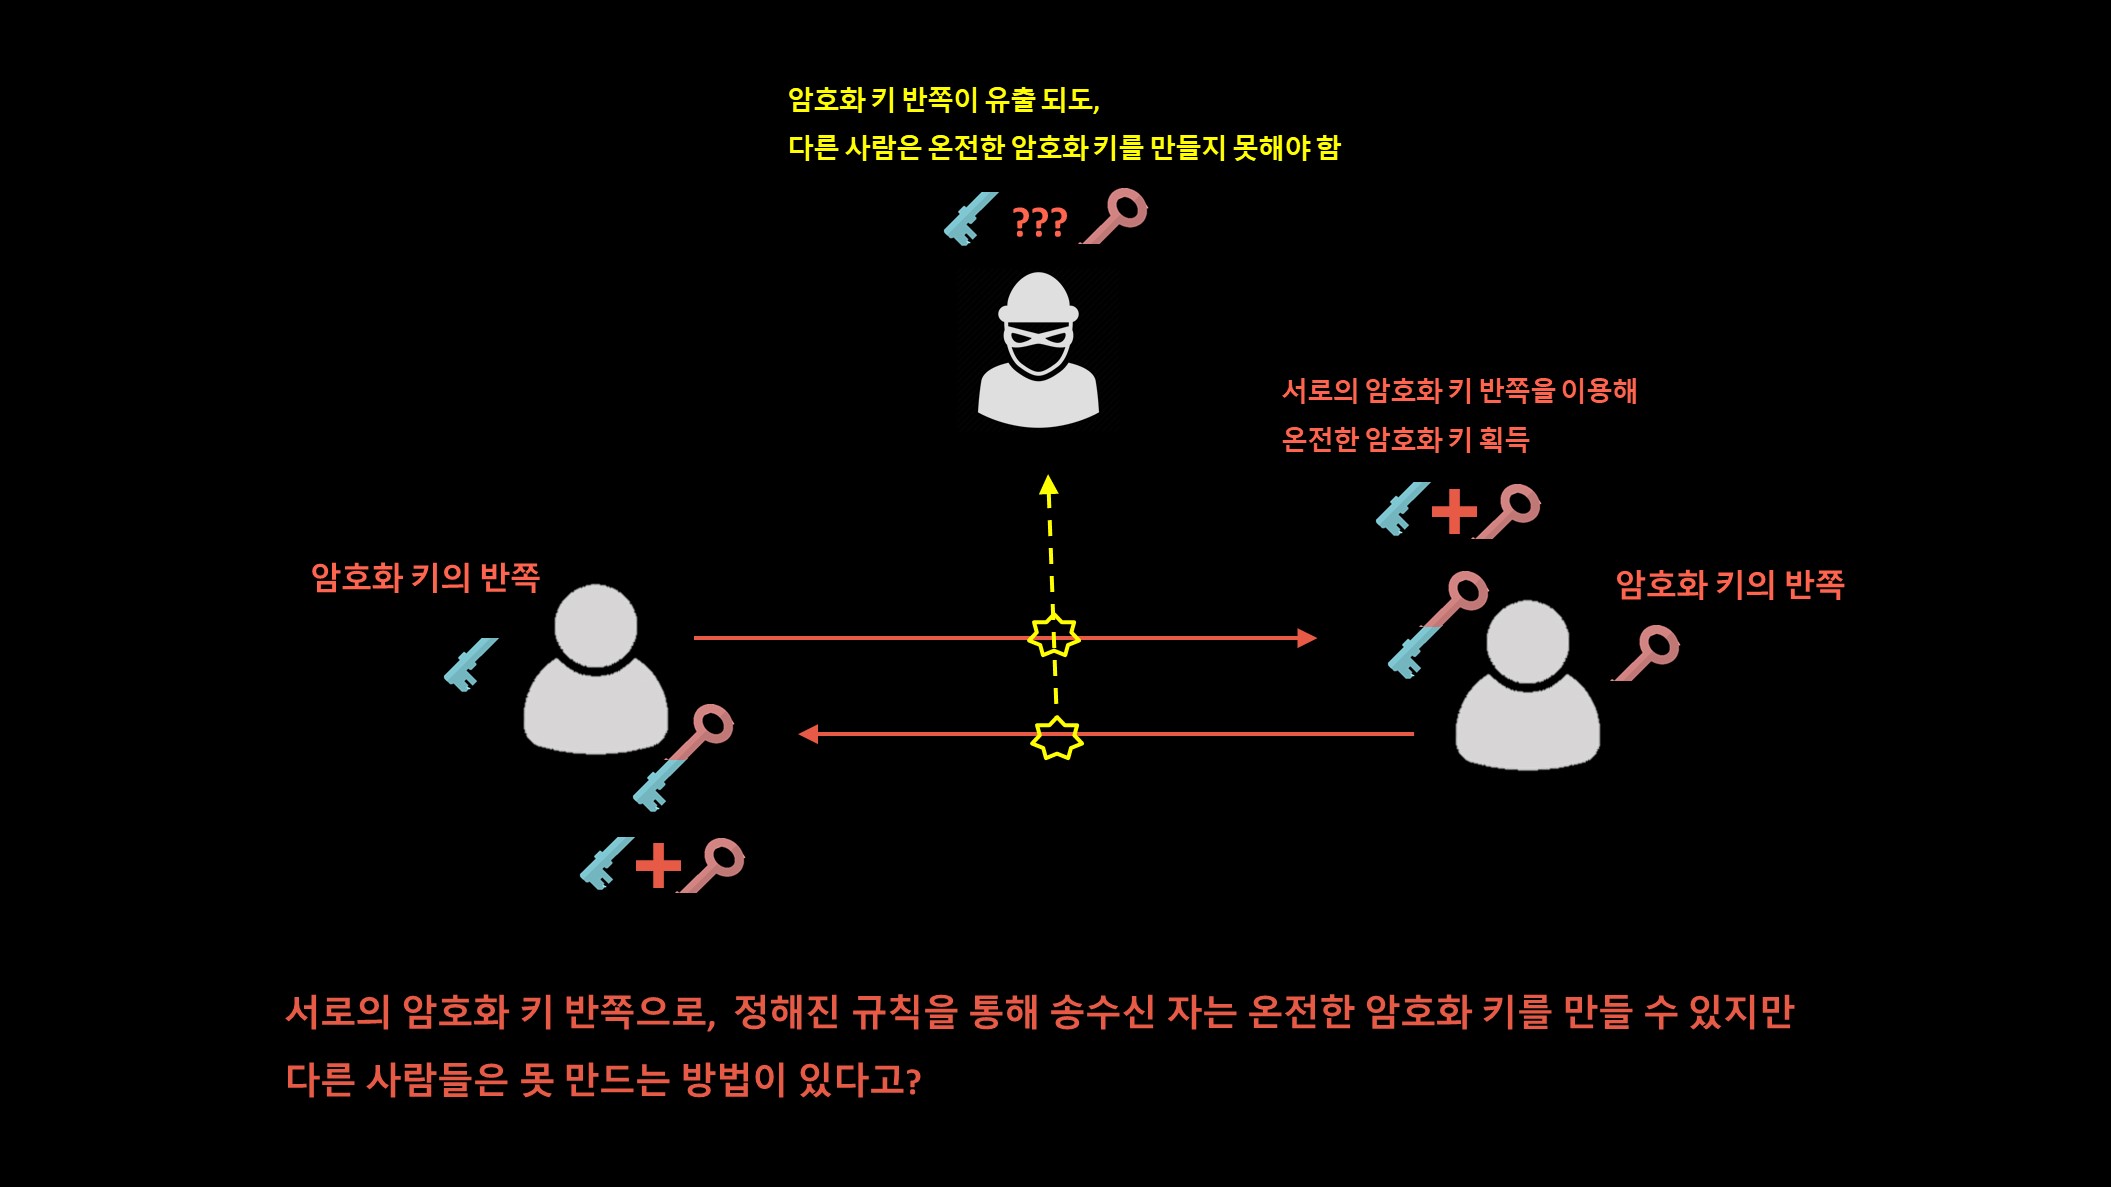 암호화 키 반쪽이 유출 되도,
다른 사람은 온전한 암호화 키를 만들지 못해야 함
???
서로의 암호화 키 반쪽을 이용해
온전한 암호화 키 획득
암호화 키의 반쪽
암호화 키의 반쪽
서로의 암호화 키 반쪽으로, 정해진 규칙을 통해 송수신 자는 온전한 암호화 키를 만들 수 있지만
다른 사람들은 못 만드는 방법이 있다고?